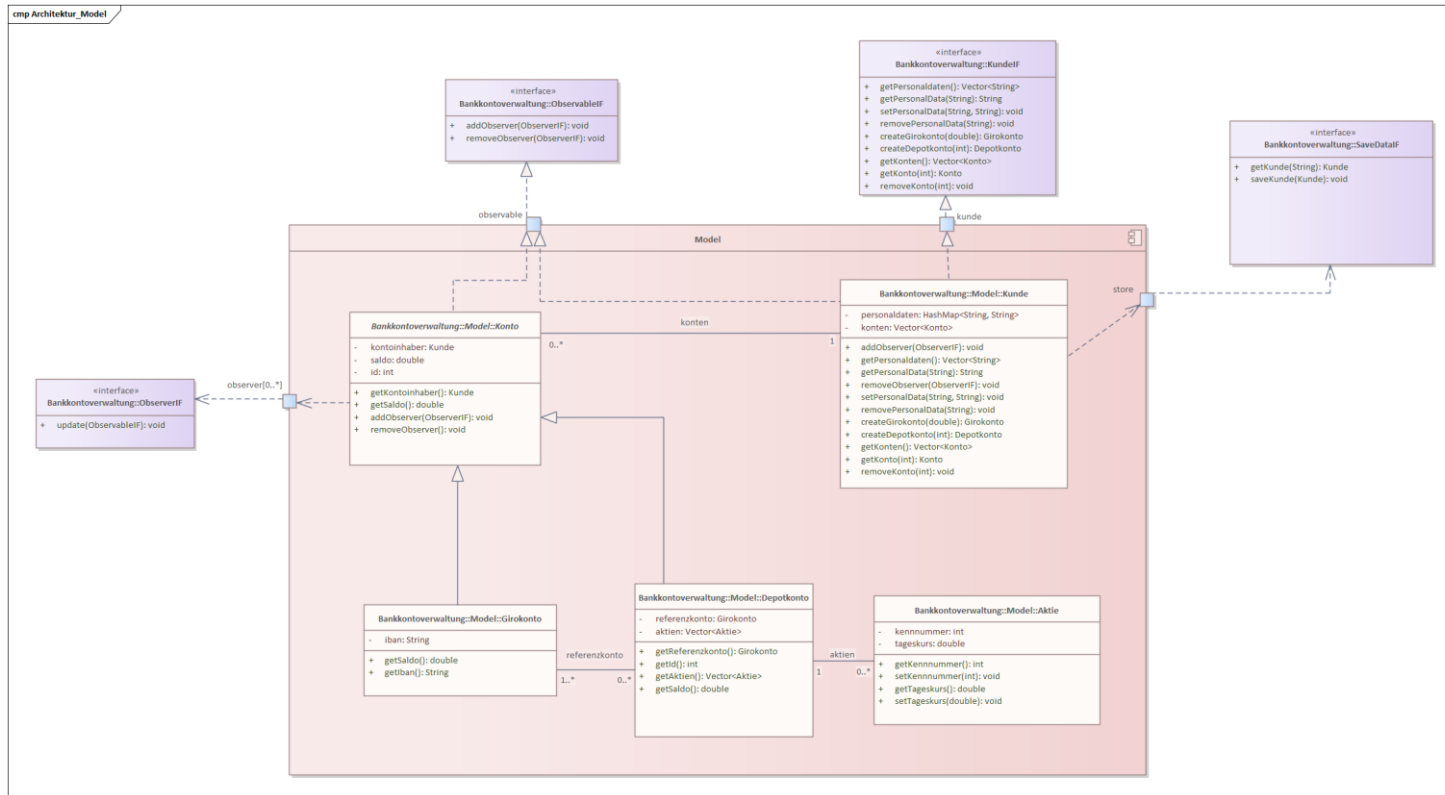 cmp Architektur_Model
«interface»
Bankkontoverwaltung::KundeIF
+ getPersonaldaten(): Vector<String>
+ getPersonalData(String): String
+ setPersonalData(String, String): void
+ removePersonalData(String): void
+ createGirokonto(double): Girokonto
+ createDepotkonto(int): Depotkonto
+ getKonten(): Vector<Konto>
+ getKonto(int): Konto
+ removeKonto(int): void
«interface»
Bankkontoverwaltung::ObservableIF
+ addObserver(ObserverIF): void
+ removeObserver(ObserverIF): void
«interface»
Bankkontoverwaltung::SaveDataIF
+ getKunde(String): Kunde
+ saveKunde(Kunde): void
observable
kunde
Model
store
Bankkontoverwaltung::Model::Kunde
- personaldaten: HashMap<String, String>
- konten: Vector<Konto>
+ addObserver(ObserverIF): void
+ getPersonaldaten(): Vector<String>
+ getPersonalData(String): String
+ removeObserver(ObserverIF): void
+ setPersonalData(String, String): void
+ removePersonalData(String): void
+ createGirokonto(double): Girokonto
+ createDepotkonto(int): Depotkonto
+ getKonten(): Vector<Konto>
+ getKonto(int): Konto
+ removeKonto(int): void
Bankkontoverwaltung::Model::Konto
- kontoinhaber: Kunde
- saldo: double
- id: int
+ getKontoinhaber(): Kunde
+ getSaldo(): double
+ addObserver(ObserverIF): void
+ removeObserver(): void
konten
0..*
1
observer[0..*]
«interface»
Bankkontoverwaltung::ObserverIF
+ update(ObservableIF): void
Bankkontoverwaltung::Model::Girokonto
- iban: String
+ getSaldo(): double
+ getIban(): String
referenzkonto
1..*
0..*
Bankkontoverwaltung::Model::Depotkonto
- referenzkonto: Girokonto
- aktien: Vector<Aktie>
+ getReferenzkonto(): Girokonto
+ getId(): int
+ getAktien(): Vector<Aktie>
+ getSaldo(): double
aktien
1
0..*
Bankkontoverwaltung::Model::Aktie
- kennnummer: int
- tageskurs: double
+ getKennnummer(): int
+ setKennnummer(int): void
+ getTageskurs(): double
+ setTageskurs(double): void